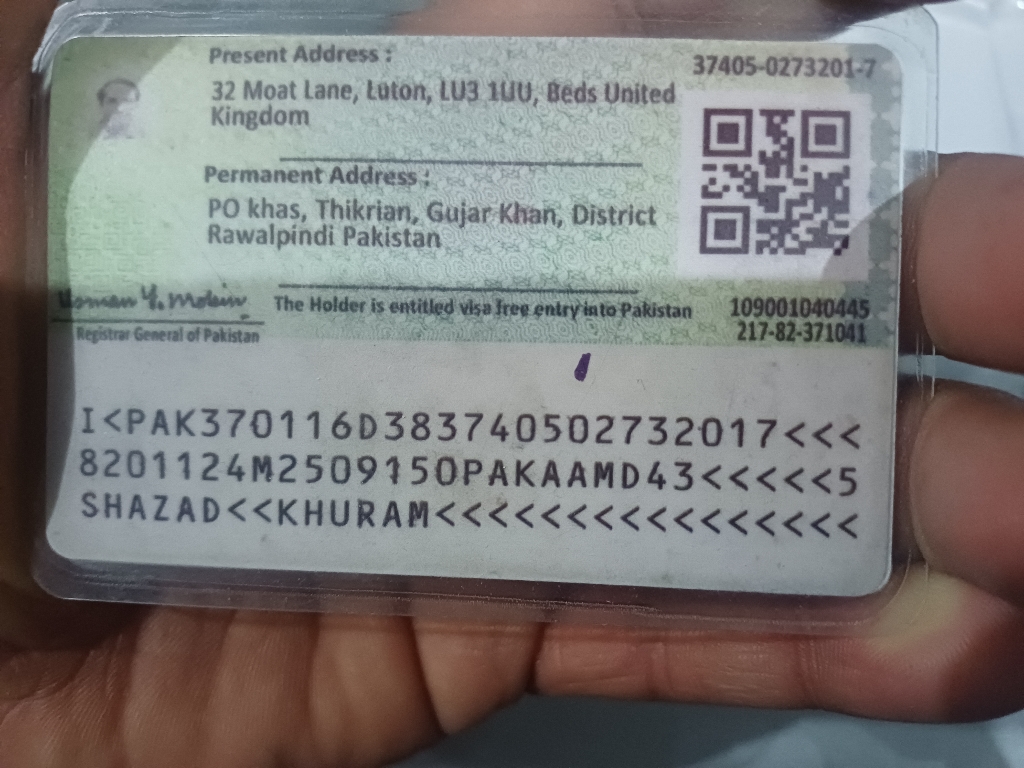 Present Address :
37405-0273201-7
32 Moat Lane, Luton, LU3 1UU, Beds United
Kingdom
Permanent Address :
PO khas, Thikrian, Gujar Khan, District
Rawalpindi Pakistan
Usman Y. Mobin
The Holder is entitled visa free entry into Pakistan
109001040445
Registrar General of Pakistan
217-82-371041
I<PAK370116D383740502732017<<<
8201124M2509150PAKAAMD43<<<<<5
SHAZAD<<KHURAM<<<<<<<<<<<<<<<<